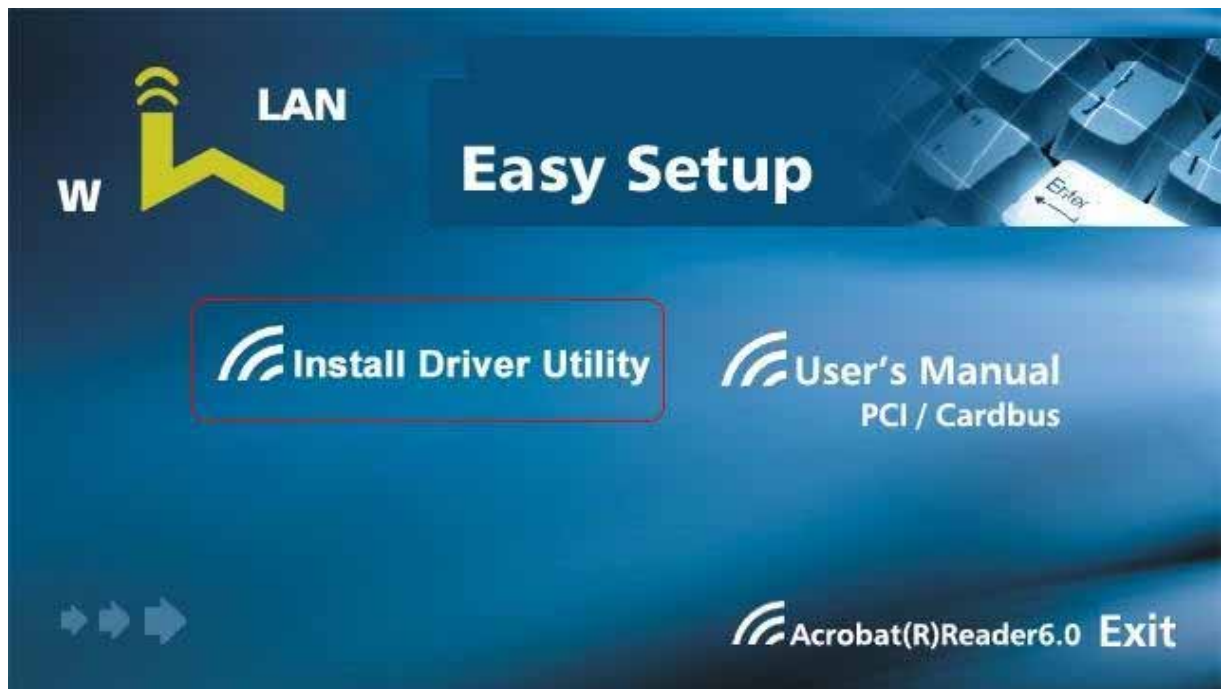 LAN
W
Easy Setup
Enter
Install Driver Utility
User's Manual
PCI / Cardbus
Acrobat(R)Reader6.0
Exit